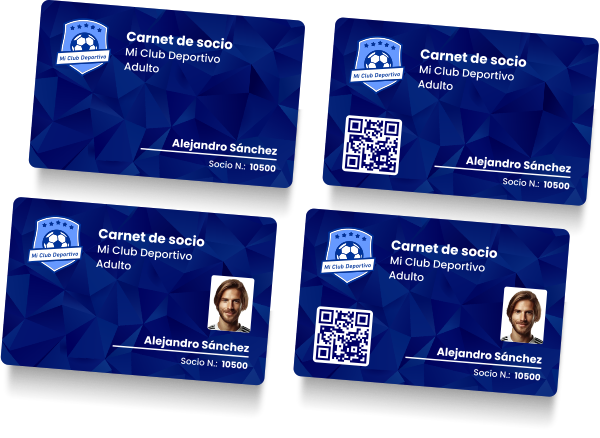 Mi Club Deportivo
Carnet de socio
Mi Club Deportivo
Adulto
Alejandro Sánchez
Socio N.: 10500
Mi Club Deportivo
Carnet de socio
Mi Club Deportivo
Adulto
Alejandro Sánchez
Socio N.: 10500
Mi Club Deportivo
Carnet de socio
Mi Club Deportivo
Adulto
Alejandro Sánchez
Socio N.: 10500
Mi Club Deportivo
Carnet de socio
Mi Club Deportivo
Adulto
Alejandro Sánchez
Socio N.: 10500